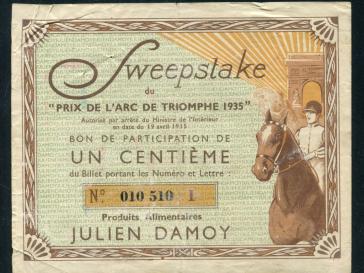 Sweepstake
du
"PRIX DE L'ARC DE TRIOMPHE 1935"
Autorisé par arrêté du Ministre de l'Intérieur
en date du 19 avril 1935
BON DE PARTICIPATION DE
UN CENTIÈME
du Billet portant les Numéro et Lettre :
No 010 510 I
Produits Alimentaires
JULIEN DAMOY